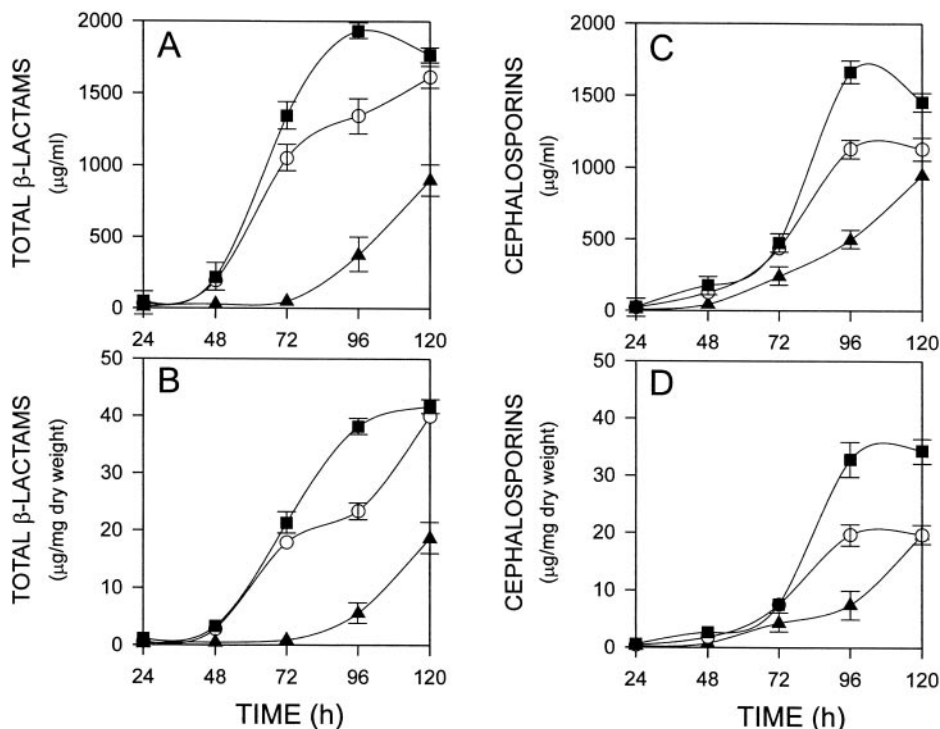 A
TOTAL β-LACTAMS
(μg/ml)
2000
1500
1000
500
0
24 48 72 96 120
C
CEPHALOSPORINS
(μg/ml)
2000
1500
1000
500
0
24 48 72 96 120
B
TOTAL β-LACTAMS
(μg/mg dry weight)
50
40
30
20
10
0
24 48 72 96 120
TIME (h)
D
CEPHALOSPORINS
(μg/mg dry weight)
50
40
30
20
10
0
24 48 72 96 120
TIME (h)